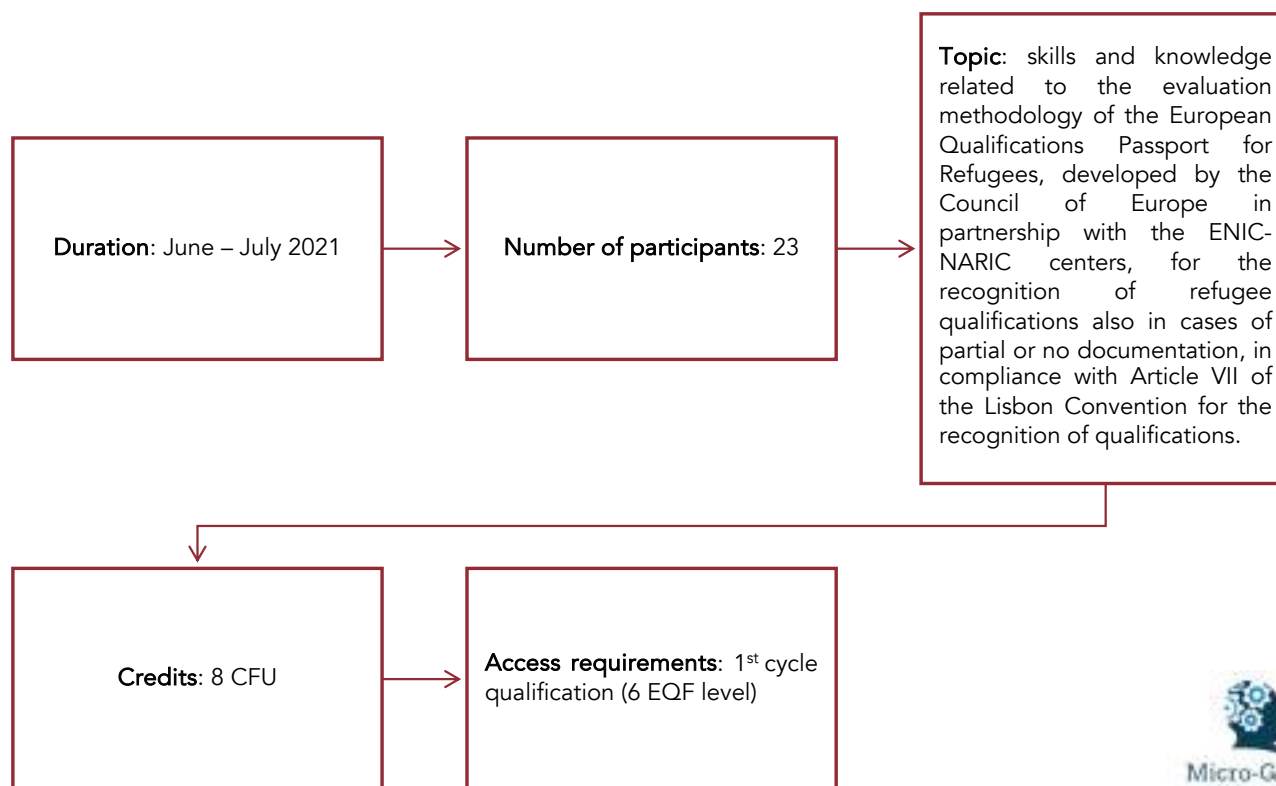 Duration: June – July 2021
Number of participants: 23
Topic: skills and knowledge
related to the evaluation
methodology of the European
Qualifications Passport for
Refugees, developed by the
Council of Europe in
partnership with the ENIC-
NARIC centers, for the
recognition of refugee
qualifications also in cases of
partial or no documentation, in
compliance with Article VII of
the Lisbon Convention for the
recognition of qualifications.
Credits: 8 CFU
Access requirements: 1st cycle
qualification (6 EQF level)